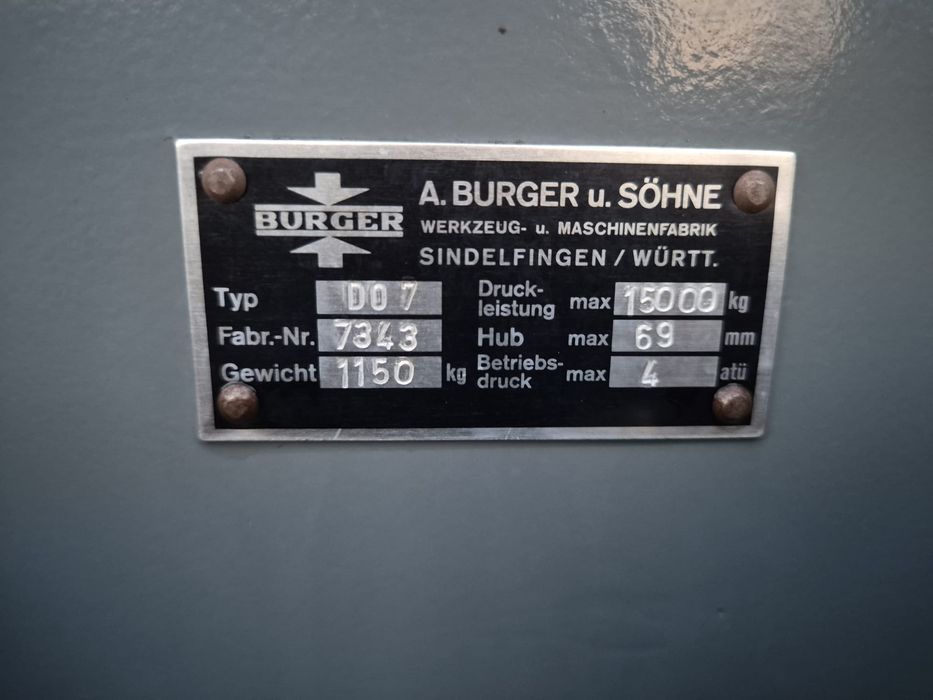 BURGER
A. BURGER u. SÖHNE
WERKZEUG- u. MASCHINENFABRIK
SINDELFINGEN / WÜRTT.
Typ DO 7
Fabr.-Nr. 7343
Gewicht 1150 kg
Druck-
leistung max 15000 kg
Hub max 69 mm
Betriebs-
druck max 4 atü